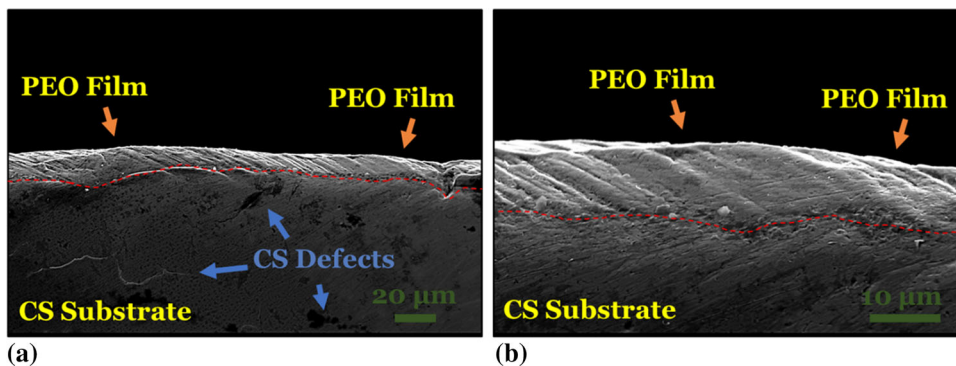 PEO Film
PEO Film
CS Defects
CS Substrate
20 μm
(a)
PEO Film
PEO Film
CS Substrate
10 μm
(b)